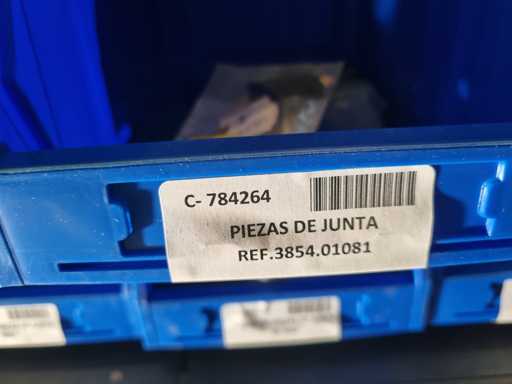 C- 784264
PIEZAS DE JUNTA
REF.3854.01081